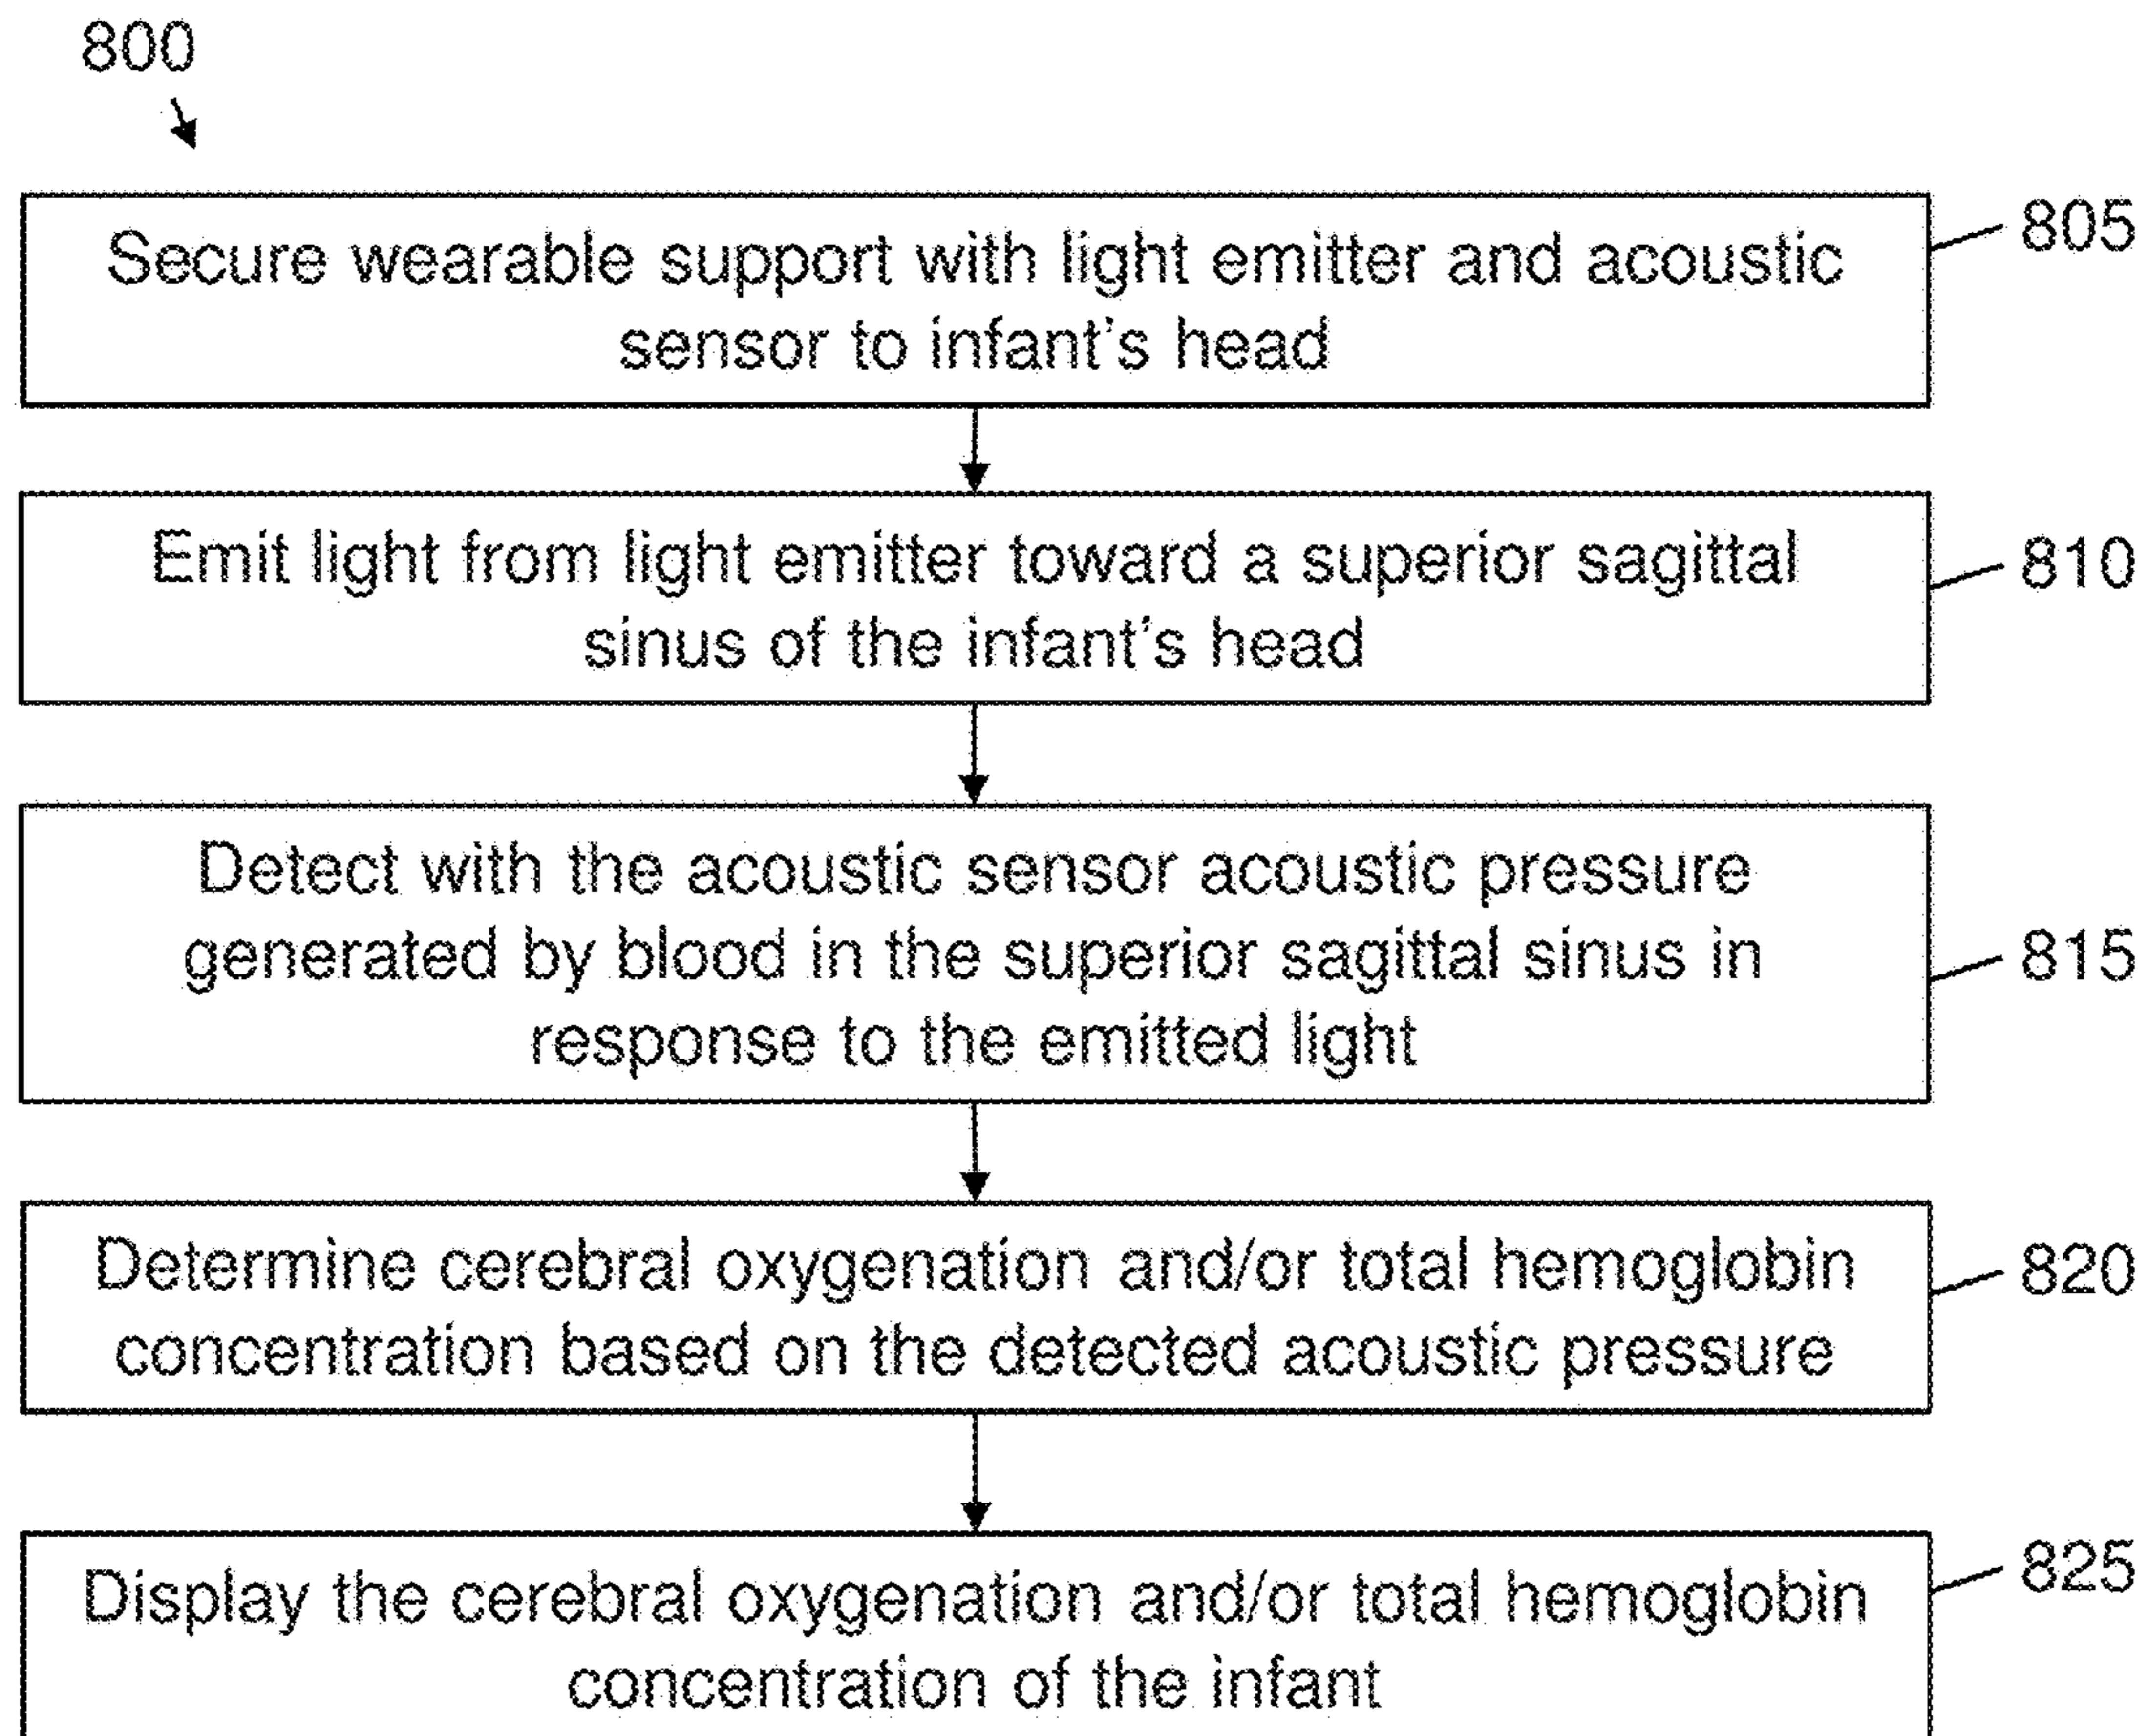 800
Secure wearable support with light emitter and acoustic
sensor to infant's head
805
Emit light from light emitter toward a superior sagittal
sinus of the infant's head
810
Detect with the acoustic sensor acoustic pressure
generated by blood in the superior sagittal sinus in
response to the emitted light
815
Determine cerebral oxygenation and/or total hemoglobin
concentration based on the detected acoustic pressure
820
Display the cerebral oxygenation and/or total hemoglobin
concentration of the infant
825